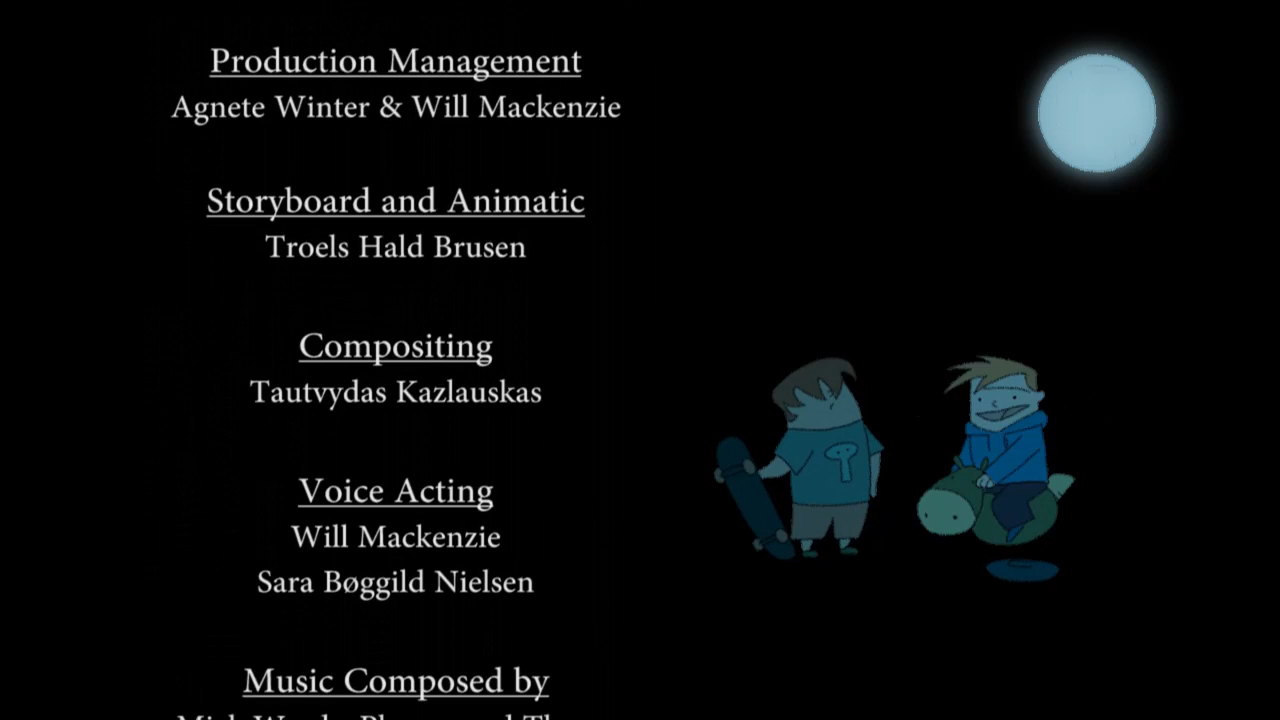 Production Management
Agnete Winter & Will Mackenzie
Storyboard and Animatic
Troels Hald Brusen
Compositing
Tautvydas Kazlauskas
Voice Acting
Will Mackenzie
Sara Bøggild Nielsen
Music Composed by